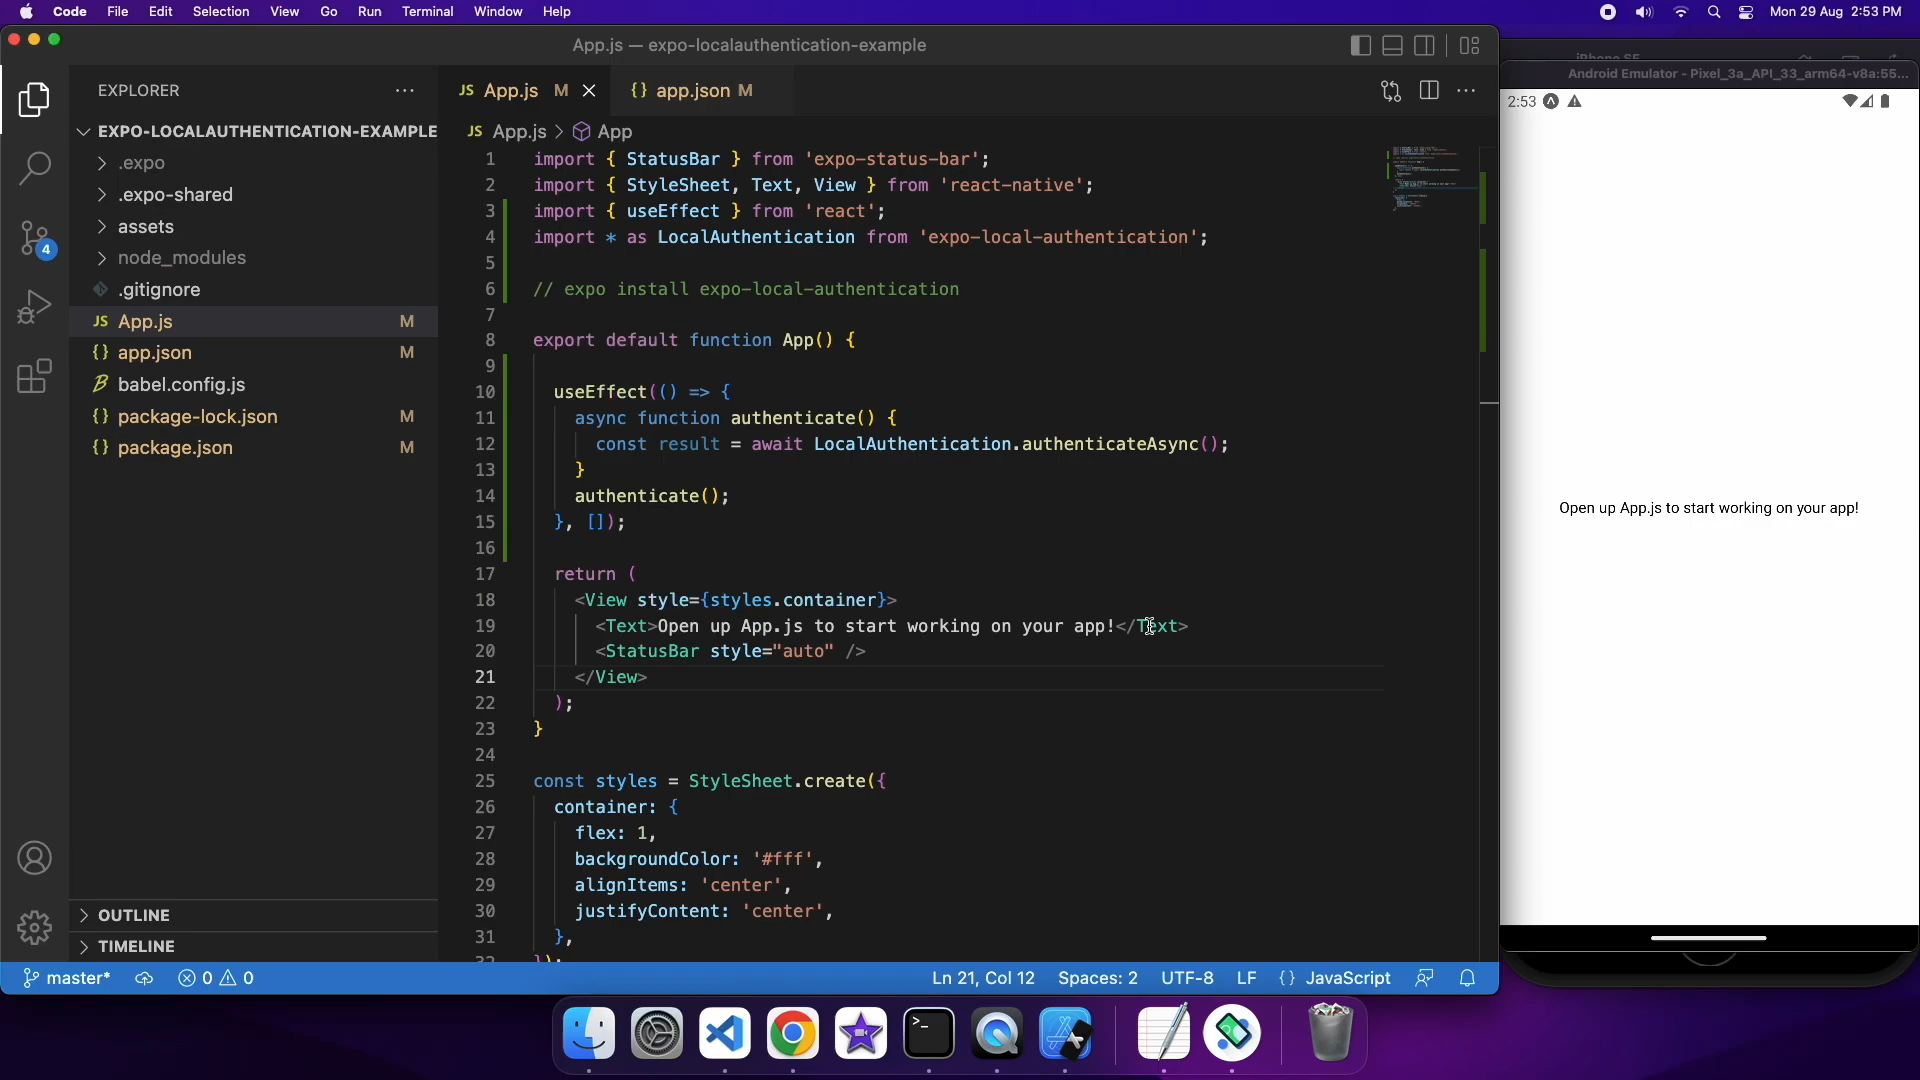 Code File Edit Selection View Go Run Terminal Window Help
Mon 29 Aug 2:53 PM
App.js — expo-localauthentication-example
EXPLORER
EXPO-LOCALAUTHENTICATION-EXAMPLE
.expo
.expo-shared
assets
node_modules
.gitignore
JS App.js M
{} app.json M
babel.config.js
{} package-lock.json M
{} package.json M
4
OUTLINE
TIMELINE
JS App.js M
{} app.json M
JS App.js > App
1 import { StatusBar } from 'expo-status-bar';
2 import { StyleSheet, Text, View } from 'react-native';
3 import { useEffect } from 'react';
4 import * as LocalAuthentication from 'expo-local-authentication';
5
6 // expo install expo-local-authentication
7
8 export default function App() {
9
10 useEffect(() => {
11 async function authenticate() {
12 const result = await LocalAuthentication.authenticateAsync();
13 }
14 authenticate();
15 }, []);
16
17 return (
18 <View style={styles.container}>
19 <Text>Open up App.js to start working on your app!</Text>
20 <StatusBar style="auto" />
21 </View>
22 );
23 }
24
25 const styles = StyleSheet.create({
26 container: {
27 flex: 1,
28 backgroundColor: '#fff',
29 alignItems: 'center',
30 justifyContent: 'center',
31 },
32 });
master* 0 0
Ln 21, Col 12 Spaces: 2 UTF-8 LF {} JavaScript
iPhone SE
Android Emulator - Pixel_3a_API_33_arm64-v8a:55...
2:53
Open up App.js to start working on your app!